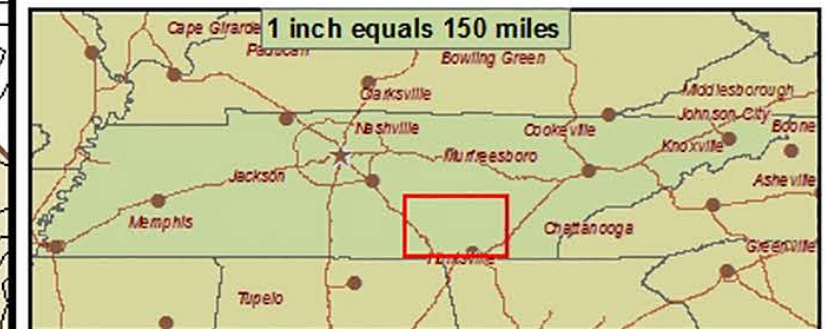 Cape Girarde
1 inch equals 150 miles
Paducah
Bowling Green
Clarksville
Middlesborough
Johnson City
Nashville
Cookeville
Boone
Knoxville
Murfreesboro
Jackson
Asheville
Memphis
Chattanooga
Greenville
Huntsville
Tupelo